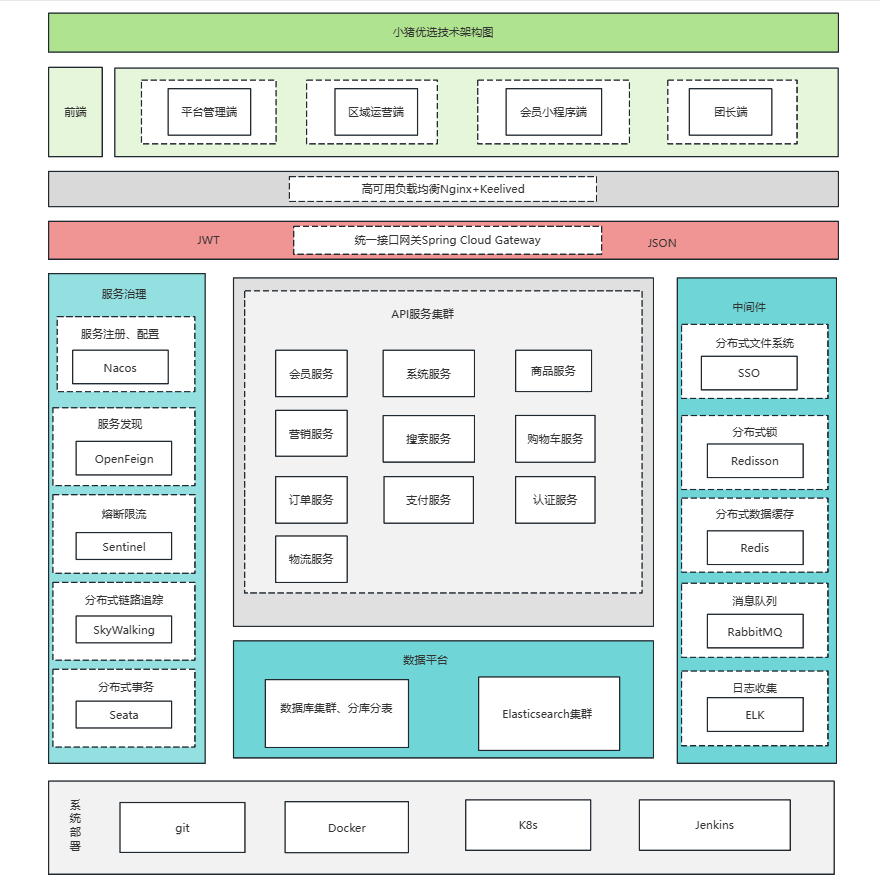 小猪优选技术架构图
前端
平台管理端
区域运营端
会员小程序端
团长端
高可用负载均衡Nginx+Keelived
JWT
统一接口网关Spring Cloud Gateway
JSON
服务治理
服务注册、配置
Nacos
服务发现
OpenFeign
熔断限流
Sentinel
分布式链路追踪
SkyWalking
分布式事务
Seata
API服务集群
会员服务
系统服务
商品服务
营销服务
搜索服务
购物车服务
订单服务
支付服务
认证服务
物流服务
数据平台
数据库集群、分库分表
Elasticsearch集群
中间件
分布式文件系统
SSO
分布式锁
Redisson
分布式数据缓存
Redis
消息队列
RabbitMQ
日志收集
ELK
系统部署
git
Docker
K8s
Jenkins